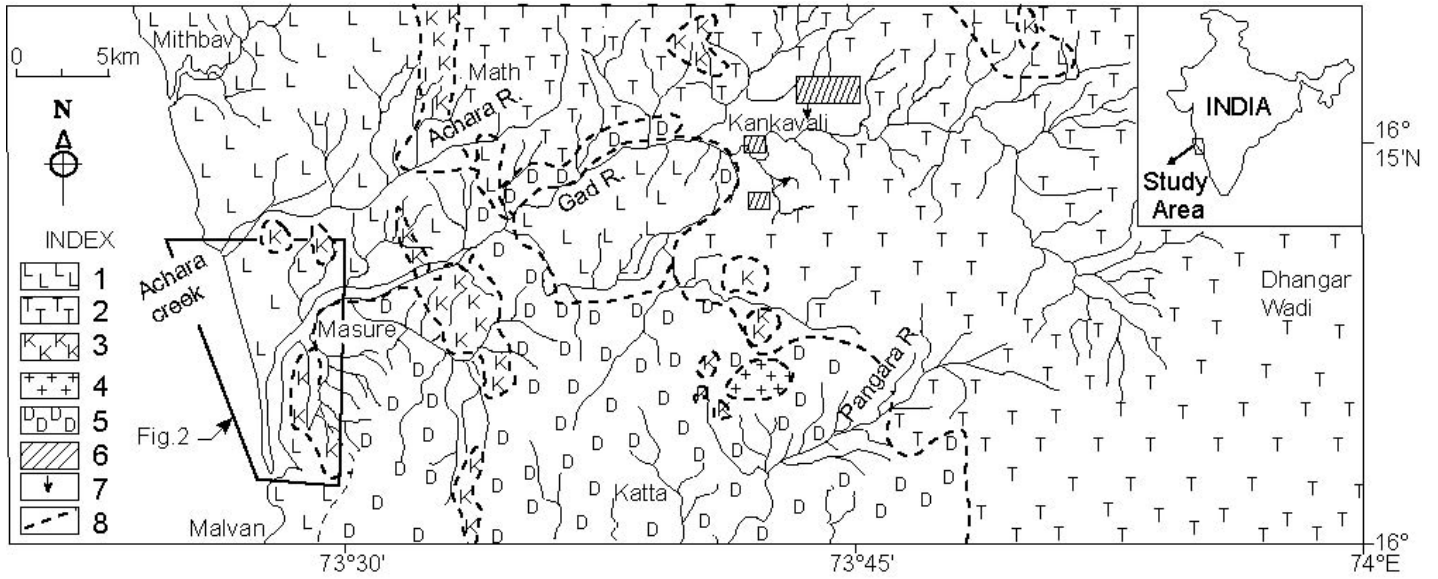 Mithbav
0 5km
N
Math
Achara R.
Kankavali
Gad R.
INDIA
Study
Area
16°
15'N
INDEX
1
2
3
4
5
6
7
8
Achara
creek
Masure
Dhangar
Wadi
Pangara R.
Fig.2
Katta
Malvan
73°30'
73°45'
16°
74°E